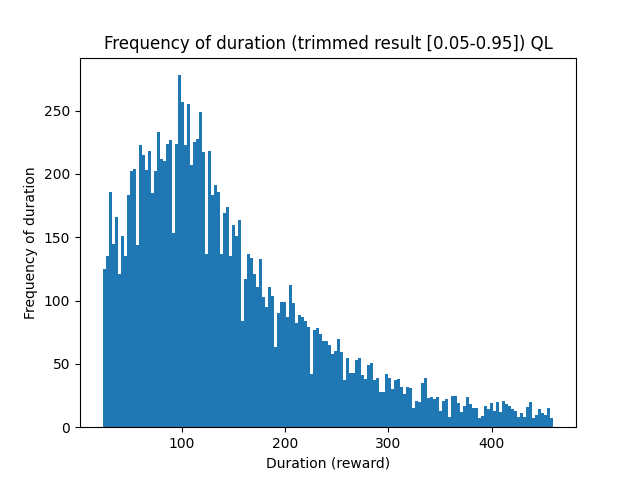 Frequency of duration (trimmed result [0.05-0.95]) QL
Frequency of duration
250
200
150
100
50
0
100 200 300 400
Duration (reward)